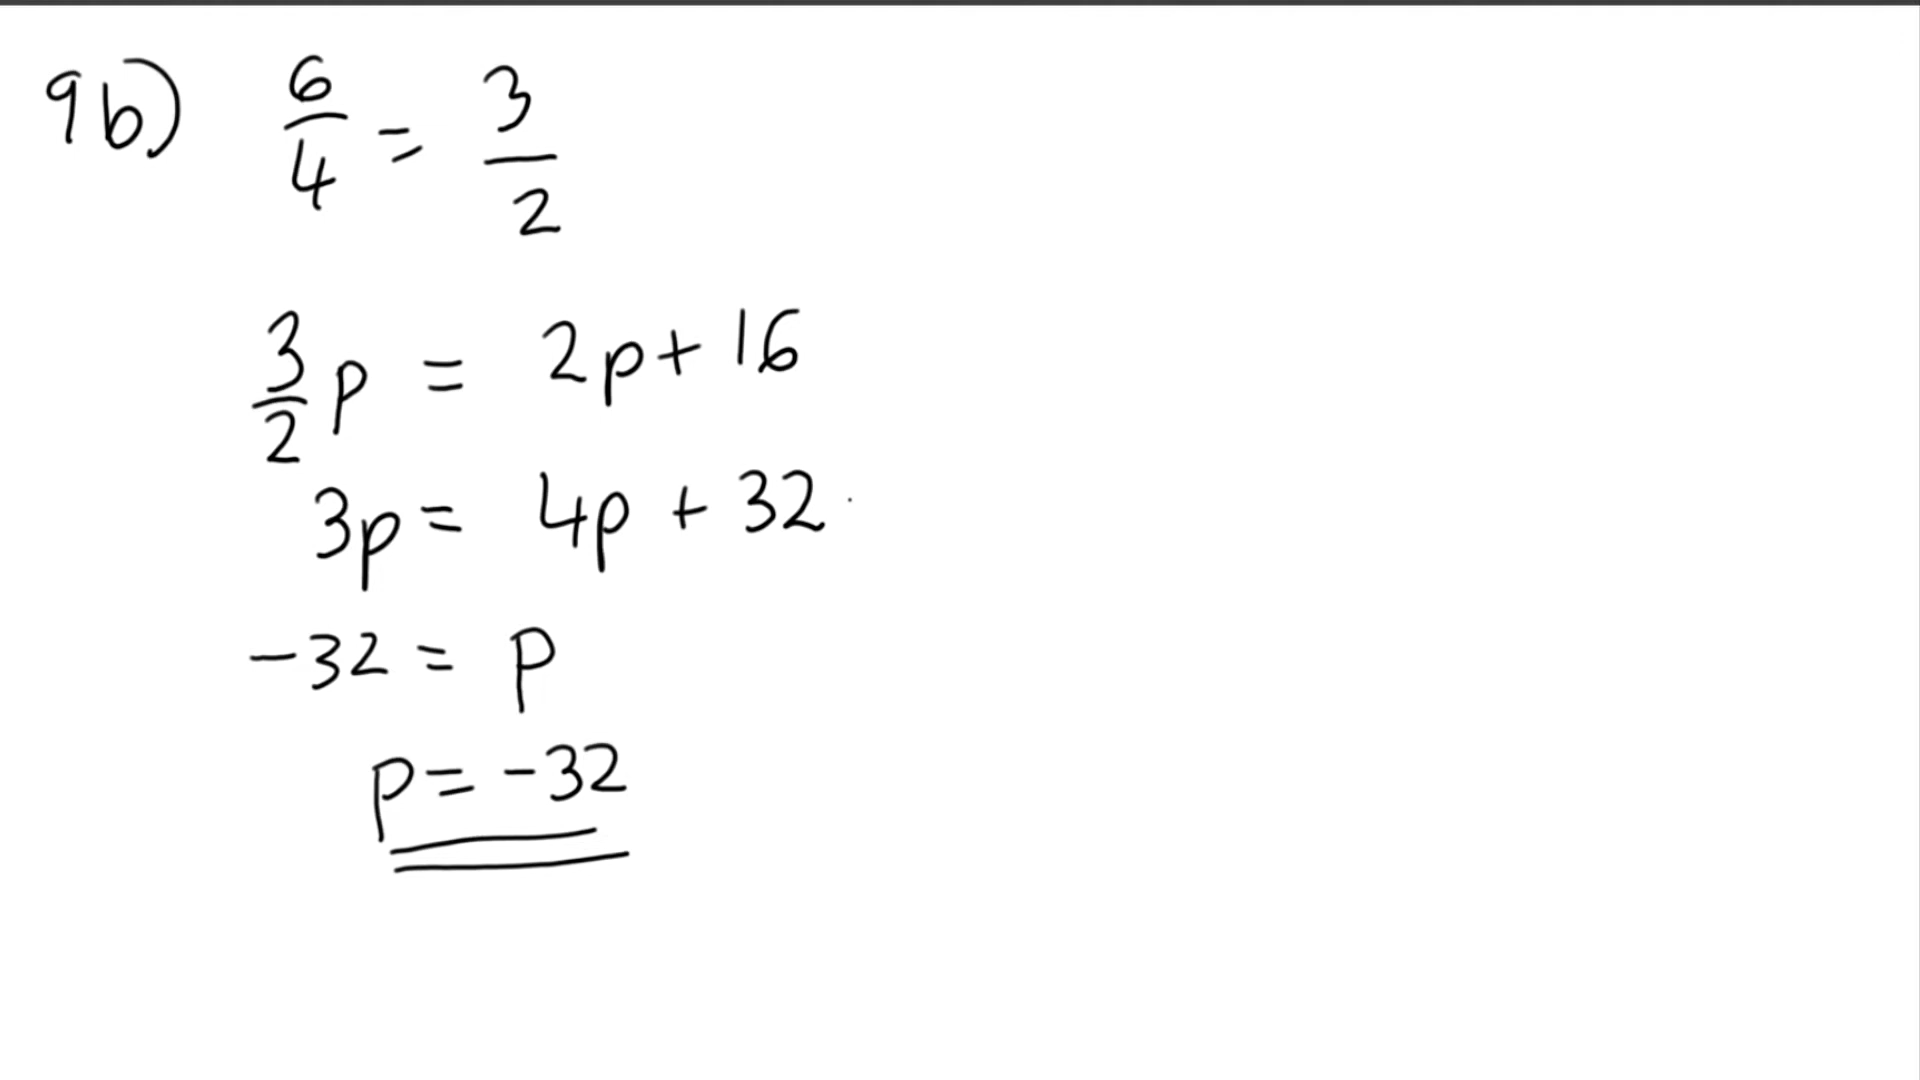 9b) 6/4 = 3/2
3/2 p = 2p + 16
3p = 4p + 32
-32 = p
p = -32